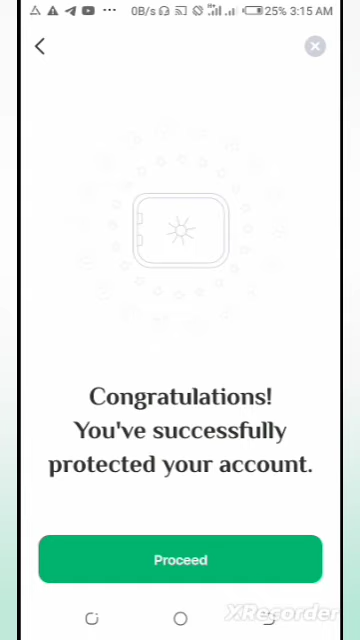 0B/s 25% 3:15 AM
Congratulations!
You've successfully
protected your account.
Proceed
XRecorder